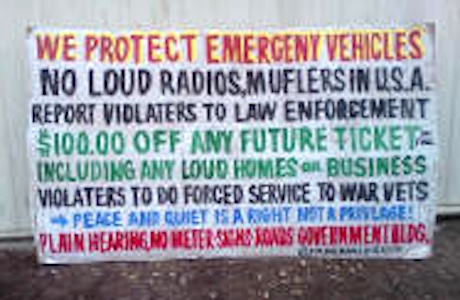 WE PROTECT EMERGENY VEHICLES
NO LOUD RADIOS,MUFLERS IN U.S.A.
REPORT VIOLATERS TO LAW ENFORCEMENT
$100.00 OFF ANY FUTURE TICKET
INCLUDING ANY LOUD HOMES OR BUSINESS
VIOLATERS TO DO FORCED SERVICE TO WAR VETS
→ PEACE AND QUIET IS A RIGHT NOT A PRIVLAGE!
PLAIN HEARING,NO METER-SIGNS ROADS GOVERNMENT BLDG.